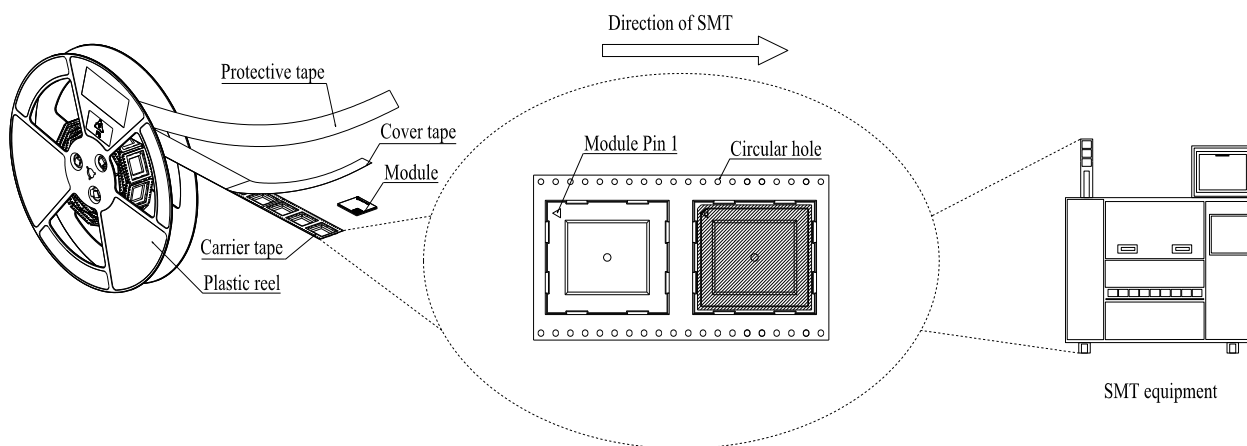 Direction of SMT
Protective tape
Cover tape
Module
Carrier tape
Plastic reel
Module Pin 1
Circular hole
SMT equipment